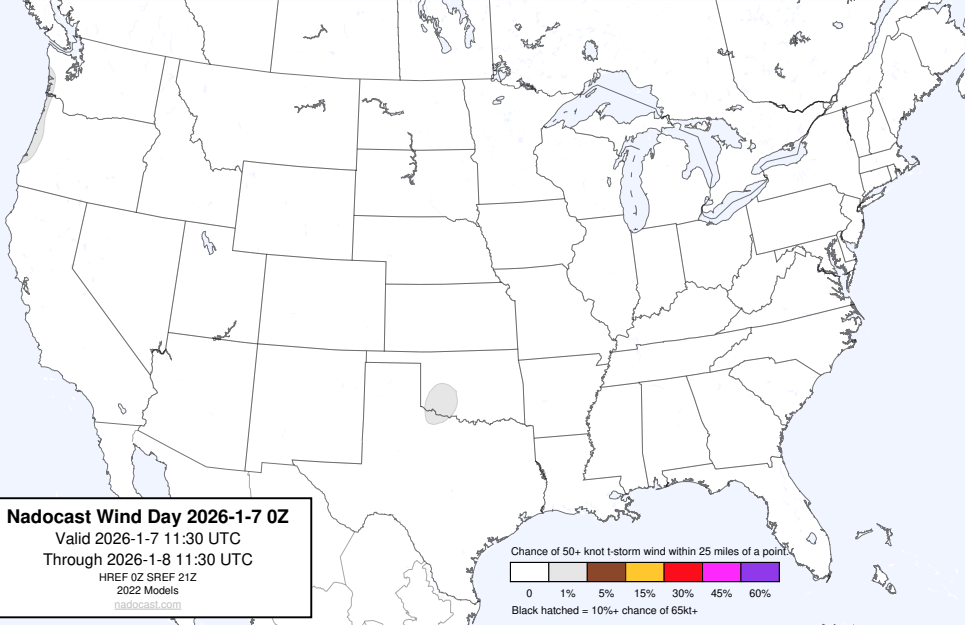 Nadocast Wind Day 2026-1-7 0Z
Valid 2026-1-7 11:30 UTC
Through 2026-1-8 11:30 UTC
HREF 0Z SREF 21Z
2022 Models
nadocast.com
Chance of 50+ knot t-storm wind within 25 miles of a point.
0 1% 5% 15% 30% 45% 60%
Black hatched = 10%+ chance of 65kt+